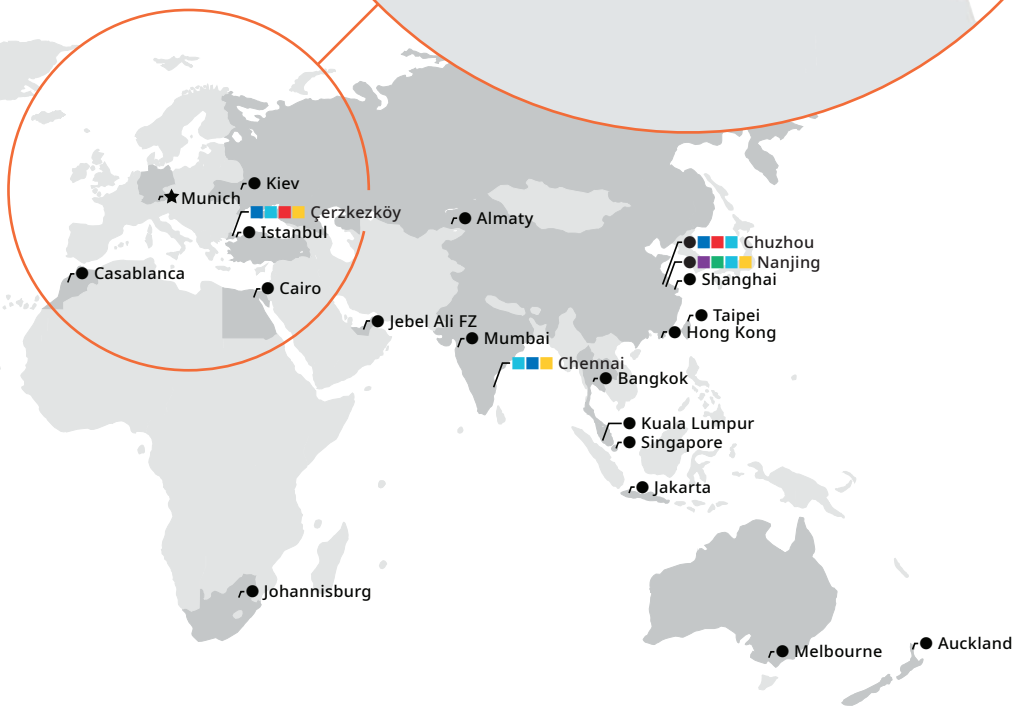 Kiev
Munich
Çerzkezköy
Istanbul
Almaty
Chuzhou
Nanjing
Casablanca
Shanghai
Cairo
Taipei
Jebel Ali FZ
Hong Kong
Mumbai
Chennai
Bangkok
Kuala Lumpur
Singapore
Jakarta
Johannisburg
Melbourne
Auckland